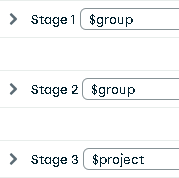 Stage 1 $group
Stage 2 $group
Stage 3 $project